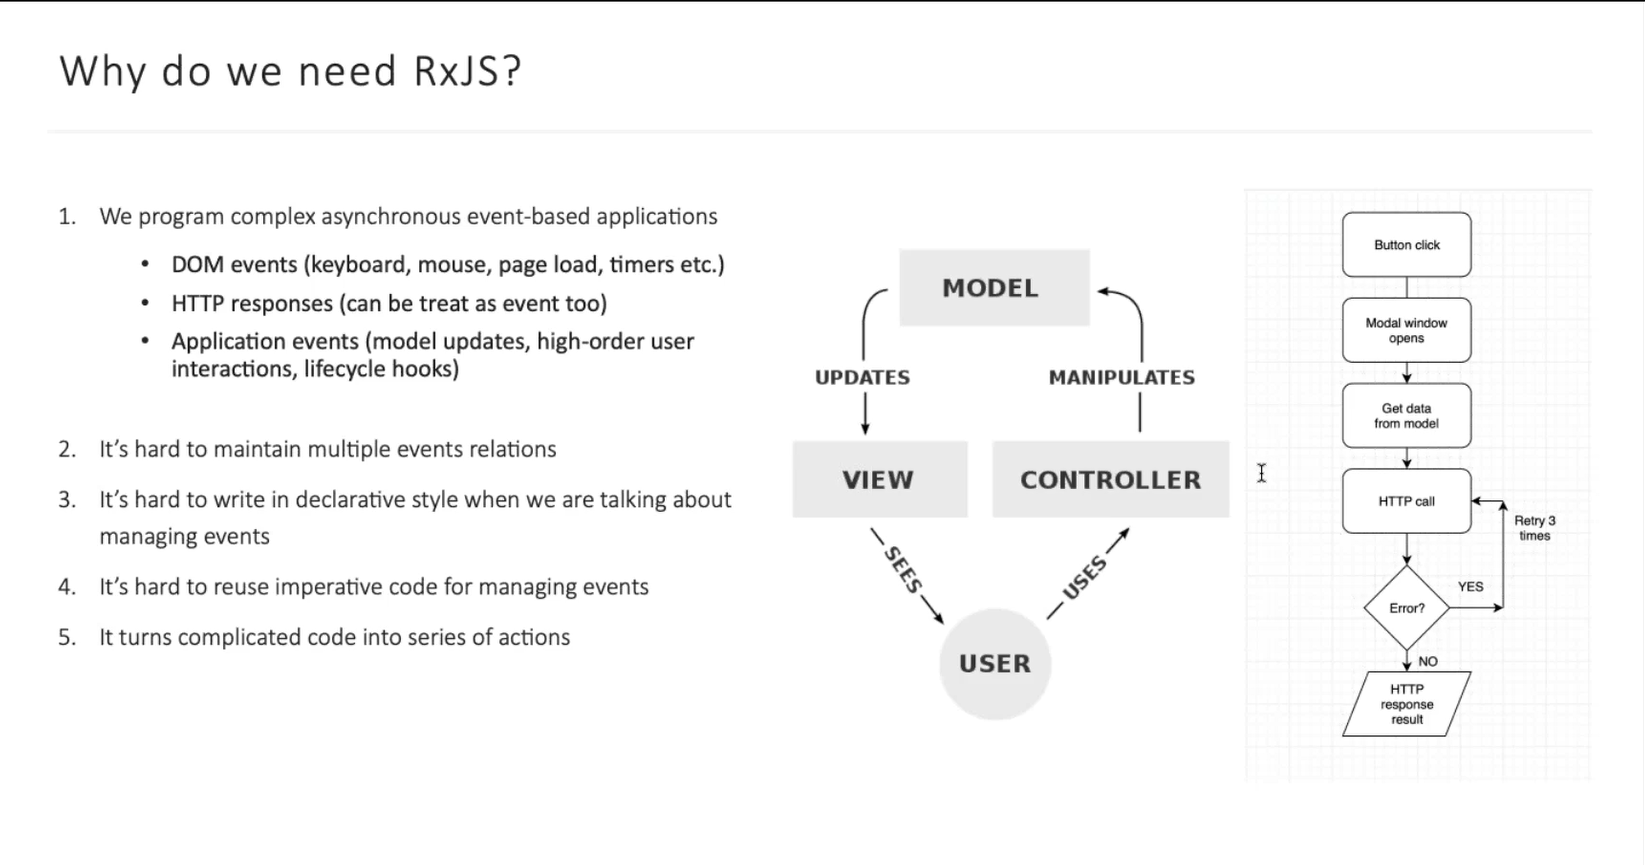 Why do we need RxJS?
1. We program complex asynchronous event-based applications
• DOM events (keyboard, mouse, page load, timers etc.)
• HTTP responses (can be treat as event too)
• Application events (model updates, high-order user
interactions, lifecycle hooks)
2. It’s hard to maintain multiple events relations
3. It’s hard to write in declarative style when we are talking about
managing events
4. It’s hard to reuse imperative code for managing events
5. It turns complicated code into series of actions
MODEL
UPDATES
MANIPULATES
VIEW
CONTROLLER
SEES
USES
USER
Button click
Modal window
opens
Get data
from model
HTTP call
Retry 3
times
YES
Error?
NO
HTTP
response
result